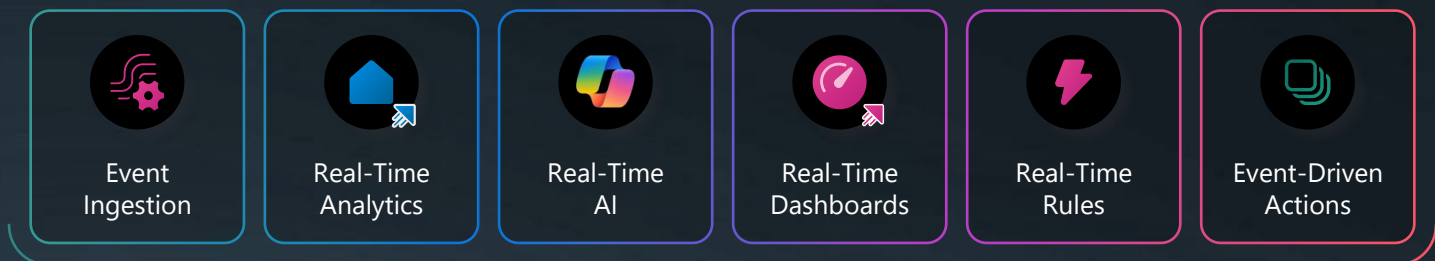 Event
Ingestion
Real-Time
Analytics
Real-Time
AI
Real-Time
Dashboards
Real-Time
Rules
Event-Driven
Actions